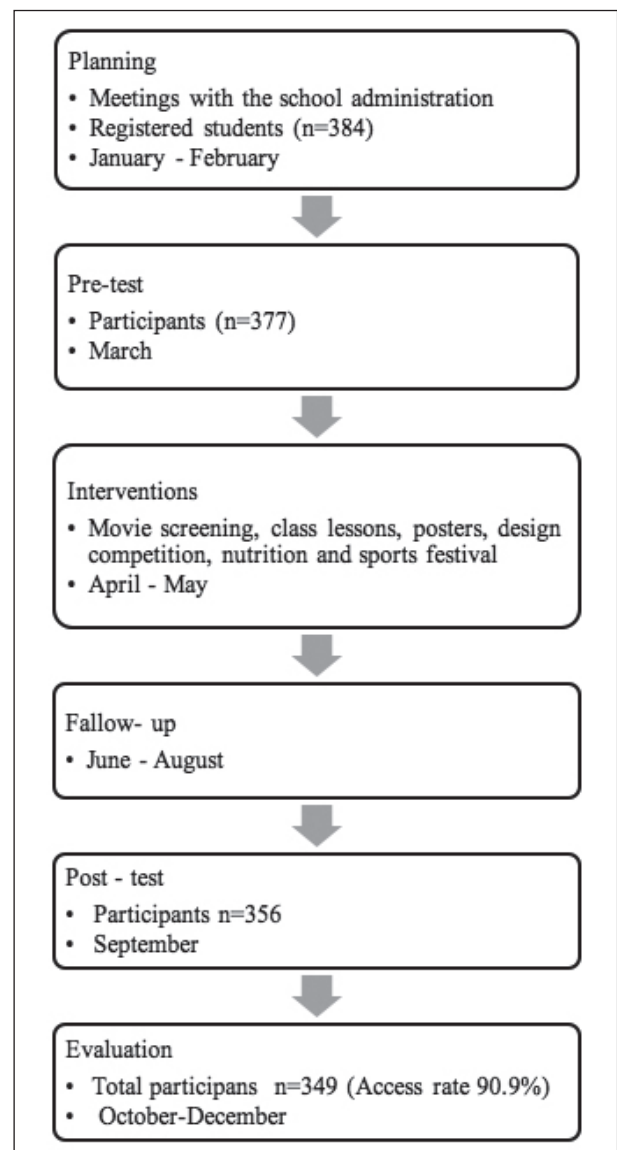 Planning
• Meetings with the school administration
• Registered students (n=384)
• January - February
Pre-test
• Participants (n=377)
• March
Interventions
• Movie screening, class lessons, posters, design
competition, nutrition and sports festival
• April - May
Fallow- up
• June - August
Post - test
• Participants n=356
• September
Evaluation
• Total participans n=349 (Access rate 90.9%)
• October-December